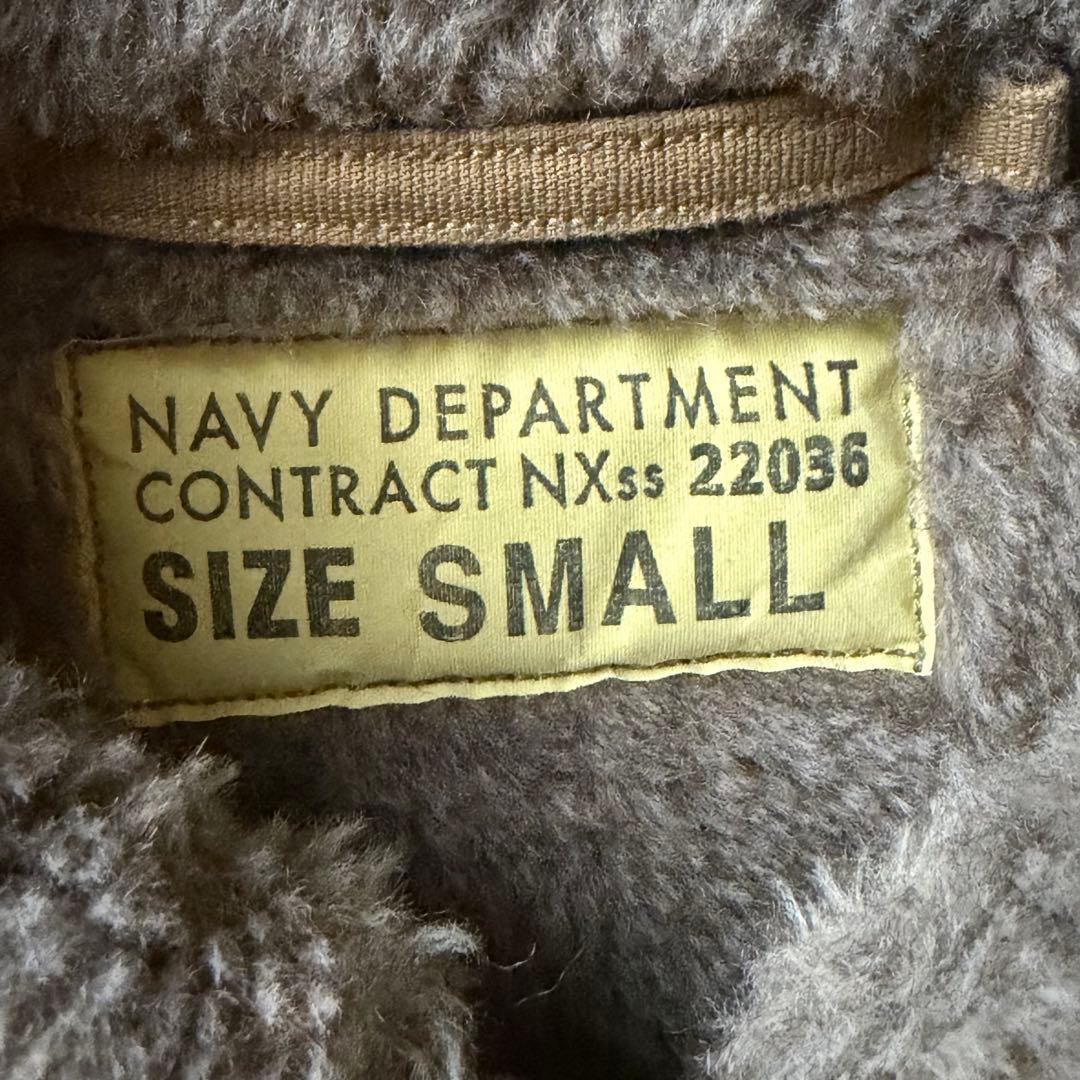 NAVY DEPARTMENT
CONTRACT NXss 22036
SIZE SMALL